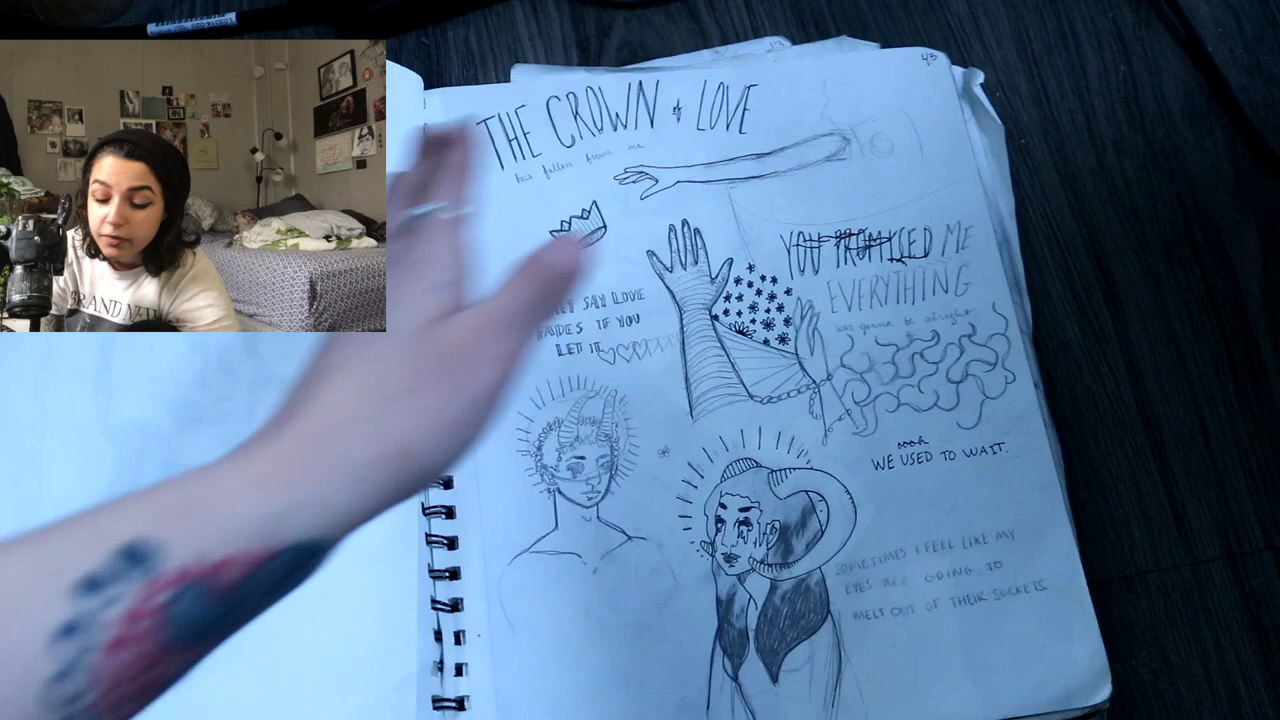 45
THE CROWN of LOVE
has fallen from me
YOU PROMISED ME
EVERYTHING
was gonna be alright.
SAY LOVE
FADES IF YOU
LET IT
oooh
WE USED TO WAIT.
SOMETIMES I FEEL LIKE MY
EYES ARE GOING TO
MELT OUT OF THEIR SOCKETS
BRAND NEW